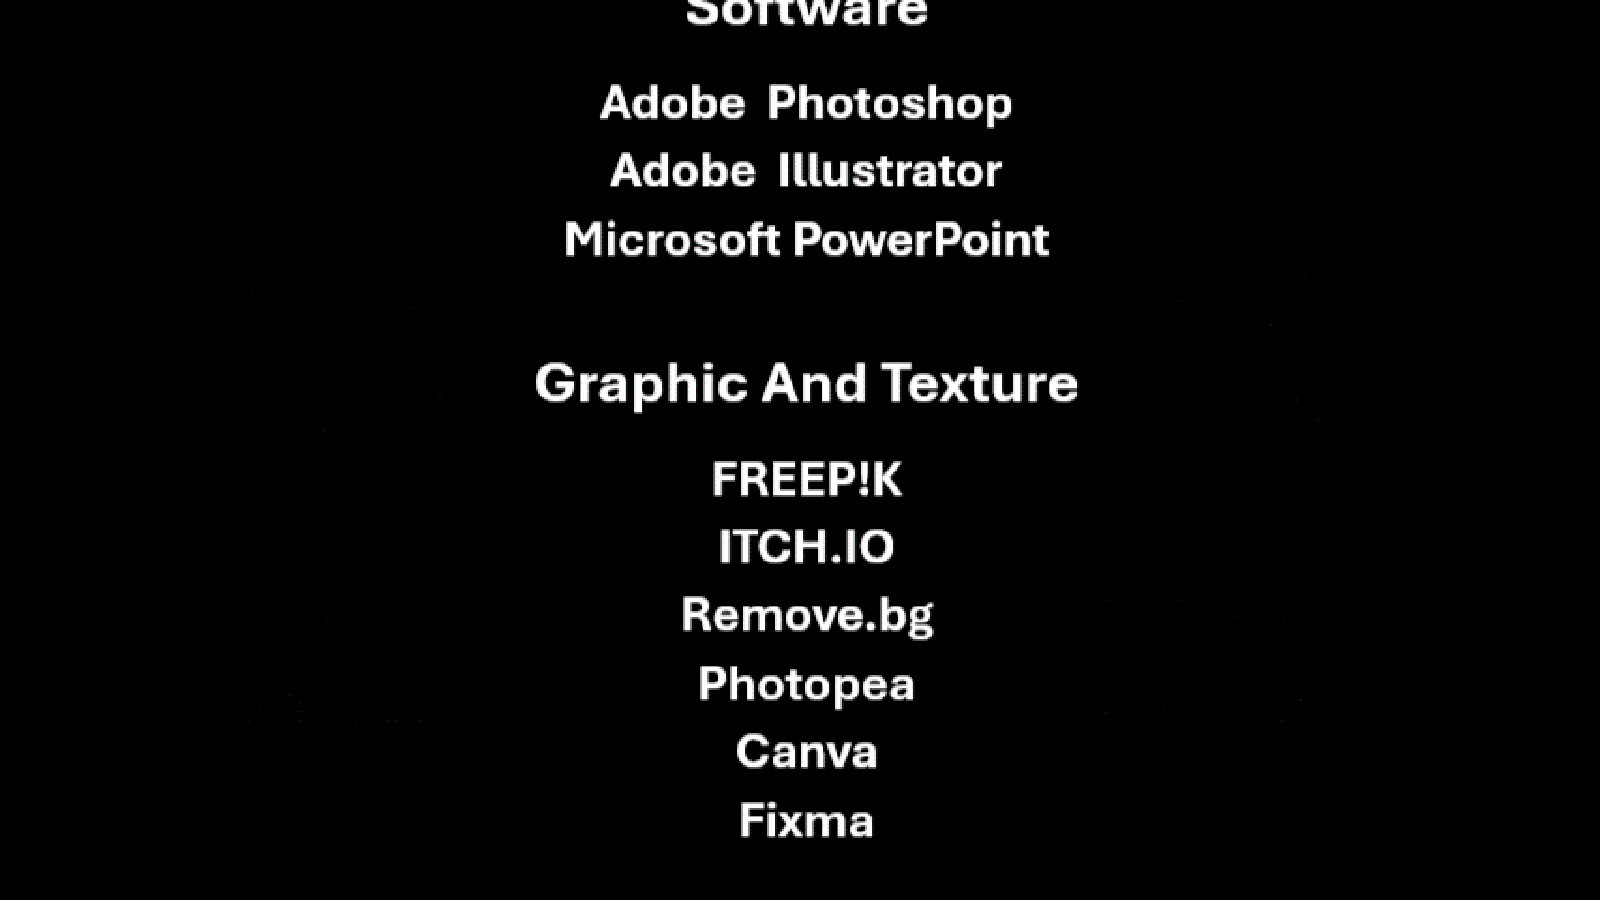 Software
Adobe Photoshop
Adobe Illustrator
Microsoft PowerPoint
Graphic And Texture
FREEP!K
ITCH.IO
Remove.bg
Photopea
Canva
Fixma